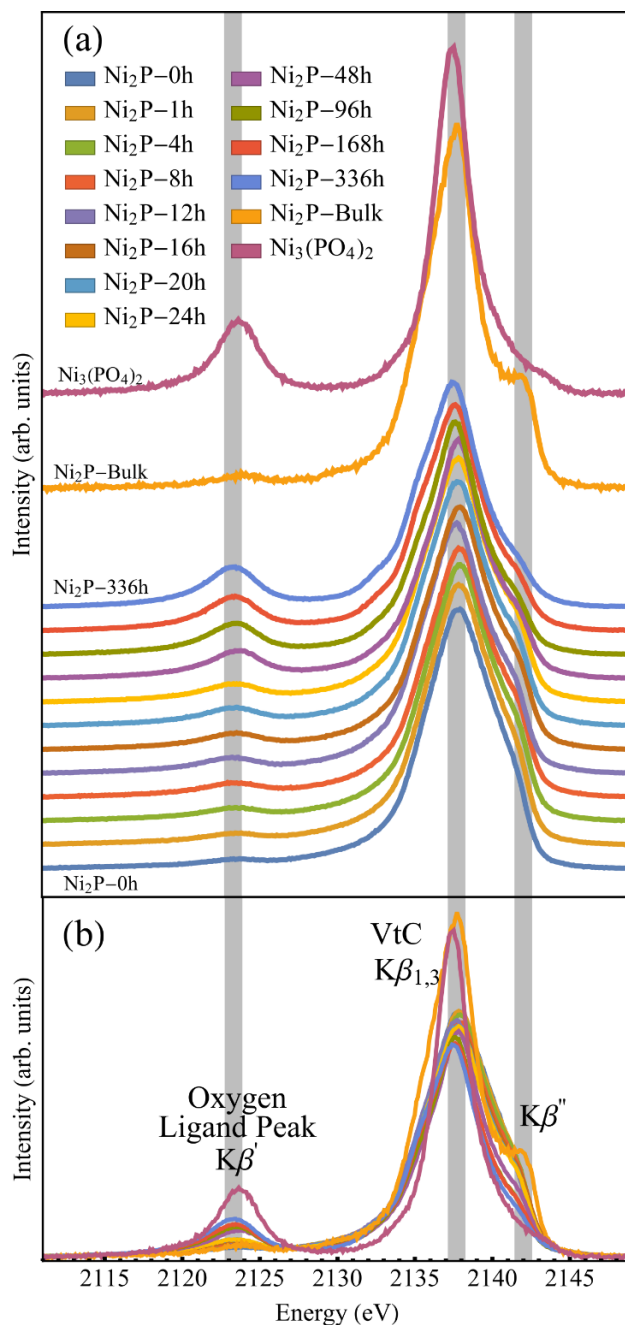 (a)
Ni₂P−0h
Ni₂P−1h
Ni₂P−4h
Ni₂P−8h
Ni₂P−12h
Ni₂P−16h
Ni₂P−20h
Ni₂P−24h
Ni₂P−48h
Ni₂P−96h
Ni₂P−168h
Ni₂P−336h
Ni₂P−Bulk
Ni₃(PO₄)₂
Ni₃(PO₄)₂
Ni₂P−Bulk
Ni₂P−336h
Ni₂P−0h
Intensity (arb. units)
(b)
VtC
Kβ₁,₃
Oxygen
Ligand Peak
Kβ'
Kβ"
Intensity (arb. units)
2115 2120 2125 2130 2135 2140 2145
Energy (eV)